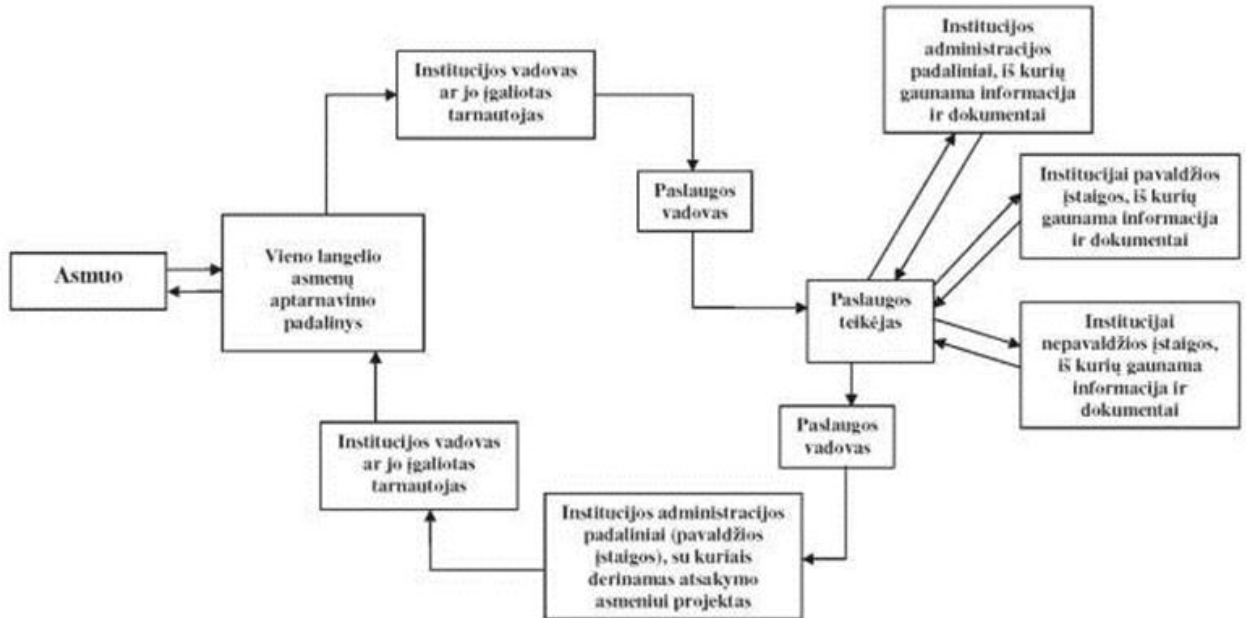 Institucijos
administracijos
padaliniai, iš kurių
gaunama informacija
ir dokumentai
Institucijos vadovas
ar jo įgaliotas
tarnautojas
Paslaugos
vadovas
Institucijai pavaldžios
įstaigos, iš kurių
gaunama informacija
ir dokumentai
Asmuo
Vieno langelio
asmenų
aptarnavimo
padalinys
Paslaugos
teikėjas
Institucijai
nepavaldžios įstaigos,
iš kurių gaunama
informacija ir
dokumentai
Paslaugos
vadovas
Institucijos vadovas
ar jo įgaliotas
tarnautojas
Institucijos administracijos
padaliniai (pavaldžios
įstaigos), su kuriais
derinamas atsakymo
asmeniui projektas